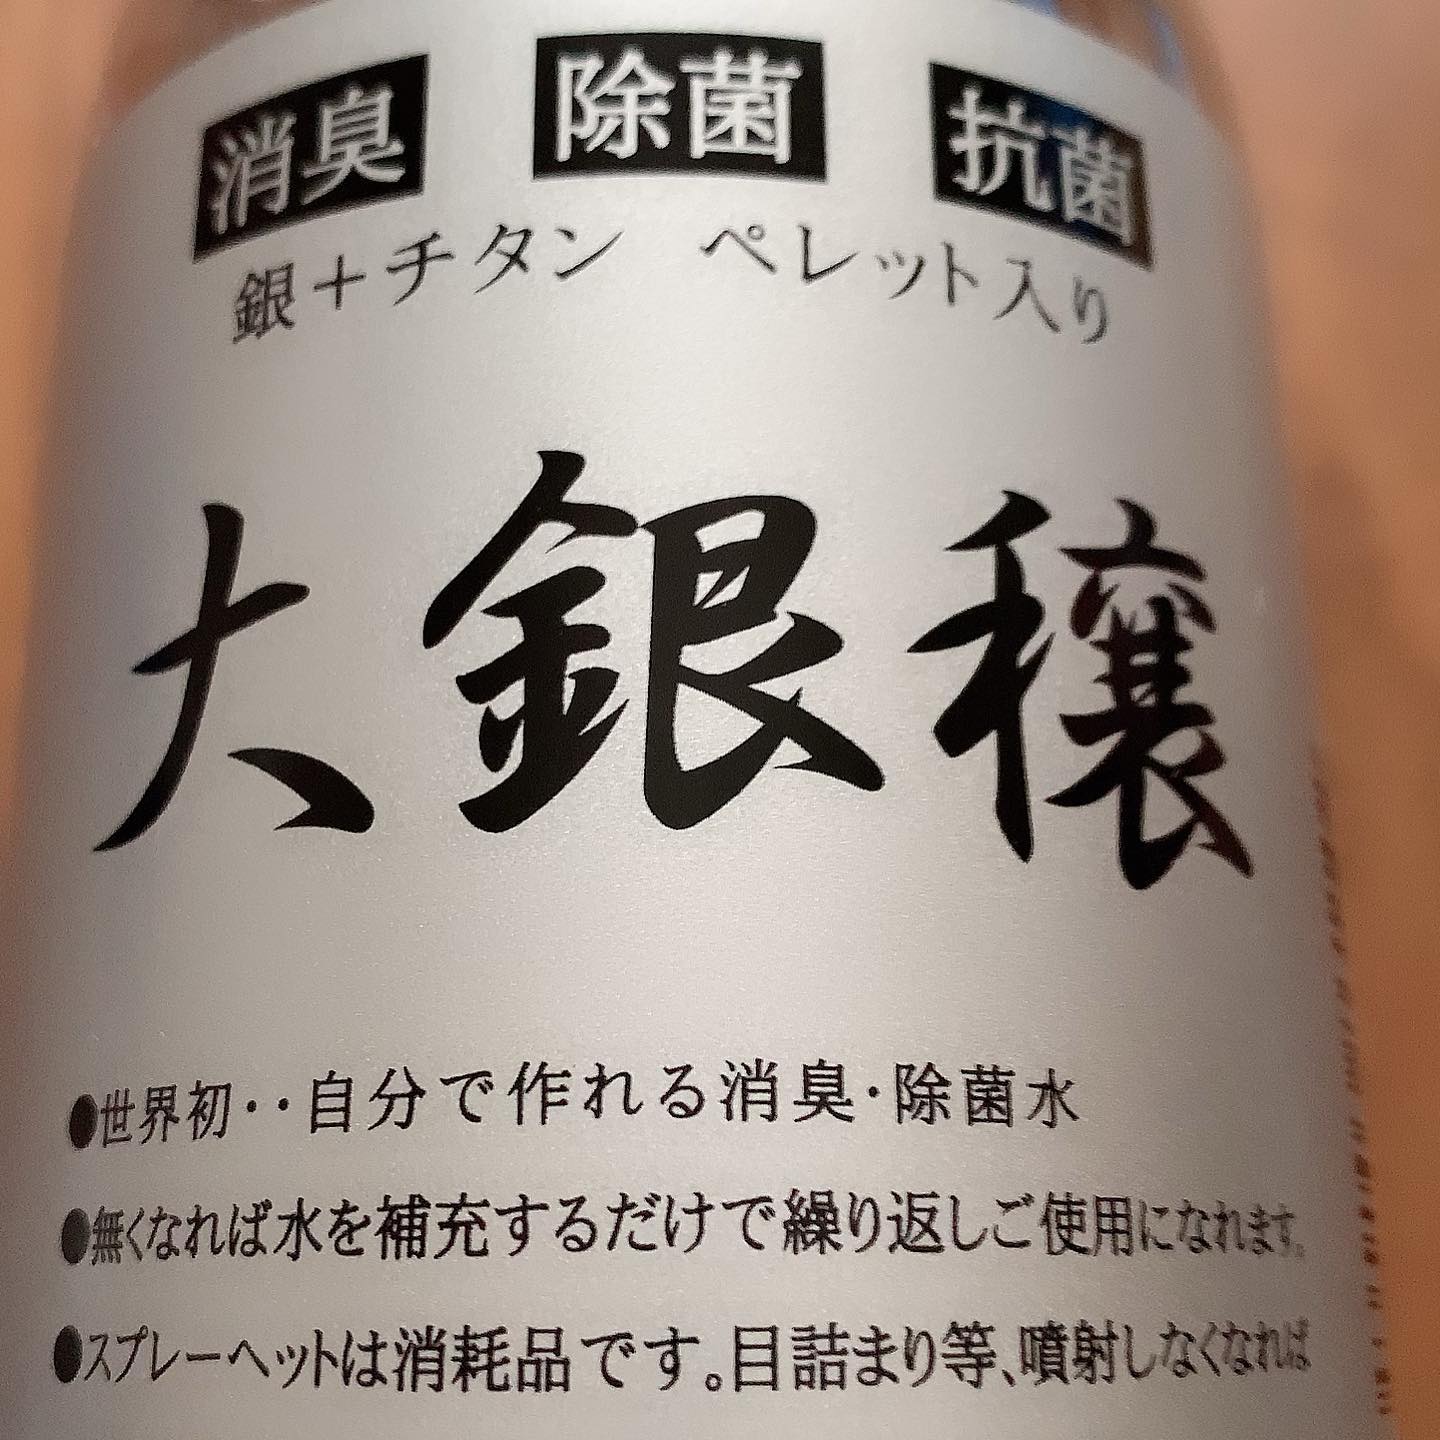 消臭 除菌 抗菌
銀＋チタン ペレット入り
大銀穣
●世界初・・自分で作れる消臭・除菌水
●無くなれば水を補充するだけで繰り返しご使用になれます。
●スプレーヘットは消耗品です。目詰まり等、噴射しなくなれば